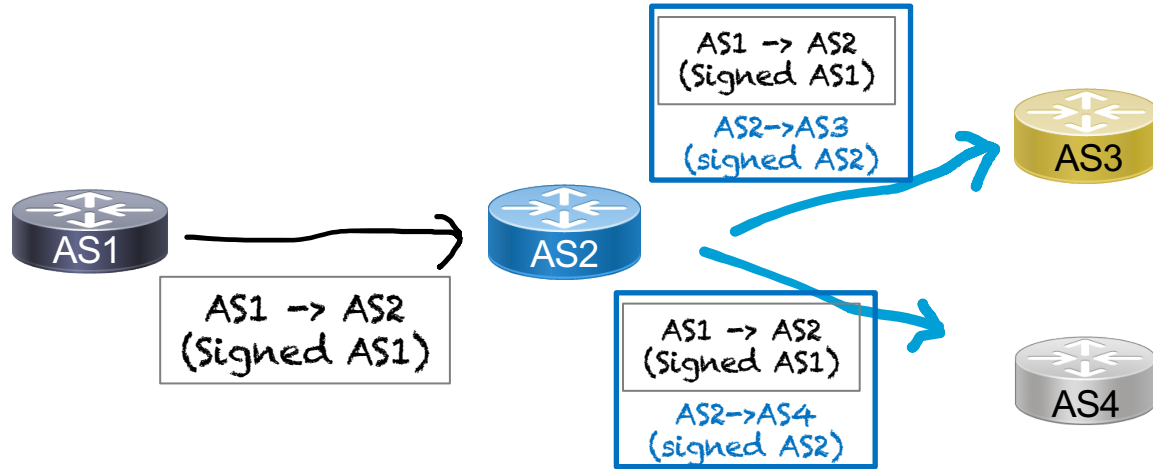 AS1 -> AS2
(Signed AS1)
AS2->AS3
(signed AS2)
AS3
AS1
AS2
AS1 -> AS2
(Signed AS1)
AS1 -> AS2
(Signed AS1)
AS2->AS4
(signed AS2)
AS4